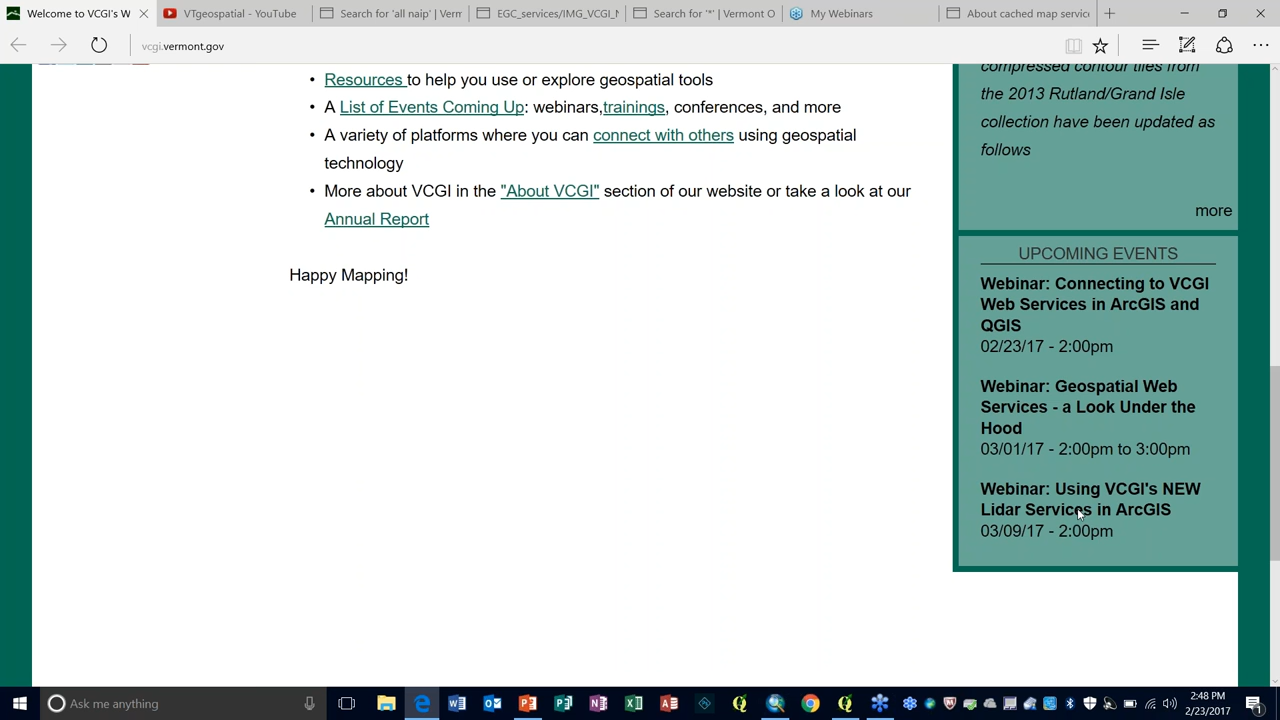 Welcome to VCGI's W
VTgeospatial - YouTube
Search for 'all naip' | Verm
EGC_services/IMG_VCGI_N
Search for '' | Vermont O
My Webinars
About cached map servic
vcgi.vermont.gov
Resources to help you use or explore geospatial tools
A List of Events Coming Up: webinars,trainings, conferences, and more
A variety of platforms where you can connect with others using geospatial
technology
More about VCGI in the "About VCGI" section of our website or take a look at our
Annual Report
Happy Mapping!
compressed contour tiles from
the 2013 Rutland/Grand Isle
collection have been updated as
follows
more
UPCOMING EVENTS
Webinar: Connecting to VCGI
Web Services in ArcGIS and
QGIS
02/23/17 - 2:00pm
Webinar: Geospatial Web
Services - a Look Under the
Hood
03/01/17 - 2:00pm to 3:00pm
Webinar: Using VCGI's NEW
Lidar Services in ArcGIS
03/09/17 - 2:00pm
Ask me anything
2:48 PM
2/23/2017